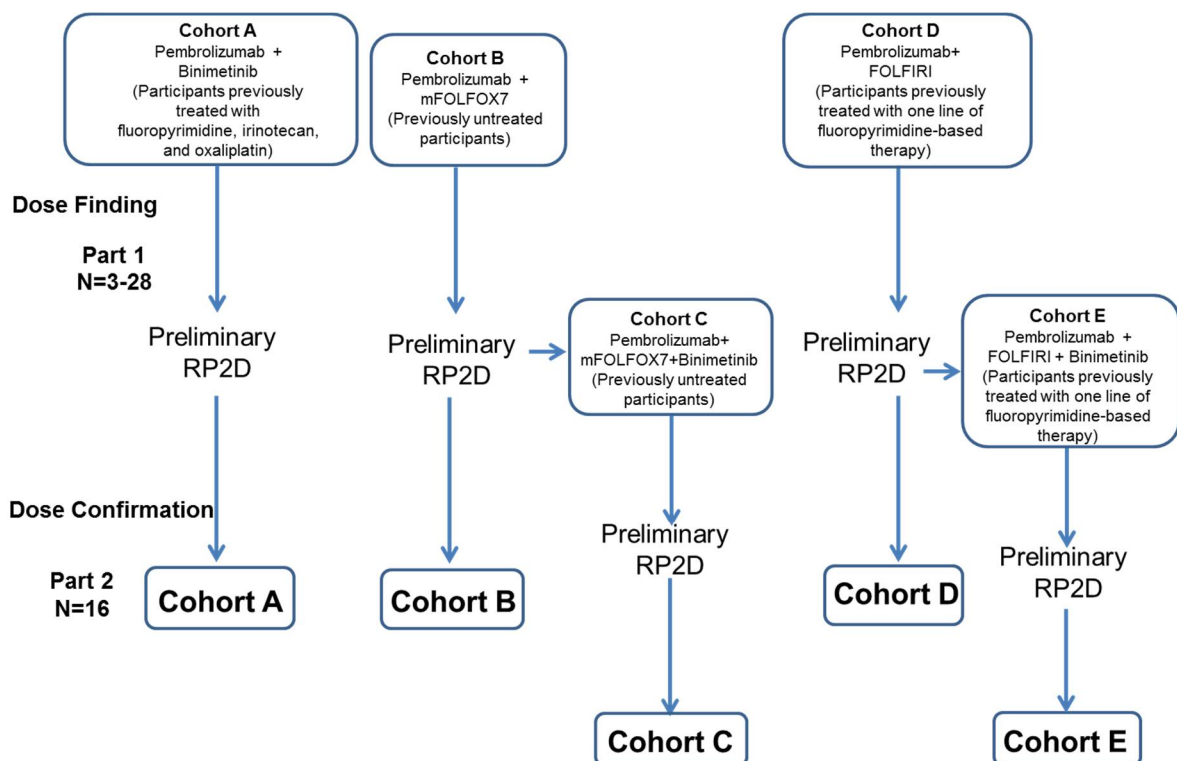 Cohort A
Pembrolizumab +
Binimetinib
(Participants previously
treated with
fluoropyrimidine, irinotecan,
and oxaliplatin)
Cohort B
Pembrolizumab +
mFOLFOX7
(Previously untreated
participants)
Cohort D
Pembrolizumab+
FOLFIRI
(Participants previously
treated with one line of
fluoropyrimidine-based
therapy)
Dose Finding
Part 1
N=3-28
Preliminary
RP2D
Preliminary
RP2D
Cohort C
Pembrolizumab+
mFOLFOX7+Binimetinib
(Previously untreated
participants)
Preliminary
RP2D
Cohort E
Pembrolizumab +
FOLFIRI + Binimetinib
(Participants previously
treated with one line of
fluoropyrimidine-based
therapy)
Dose Confirmation
Preliminary
RP2D
Preliminary
RP2D
Part 2
N=16
Cohort A
Cohort B
Cohort D
Cohort C
Cohort E